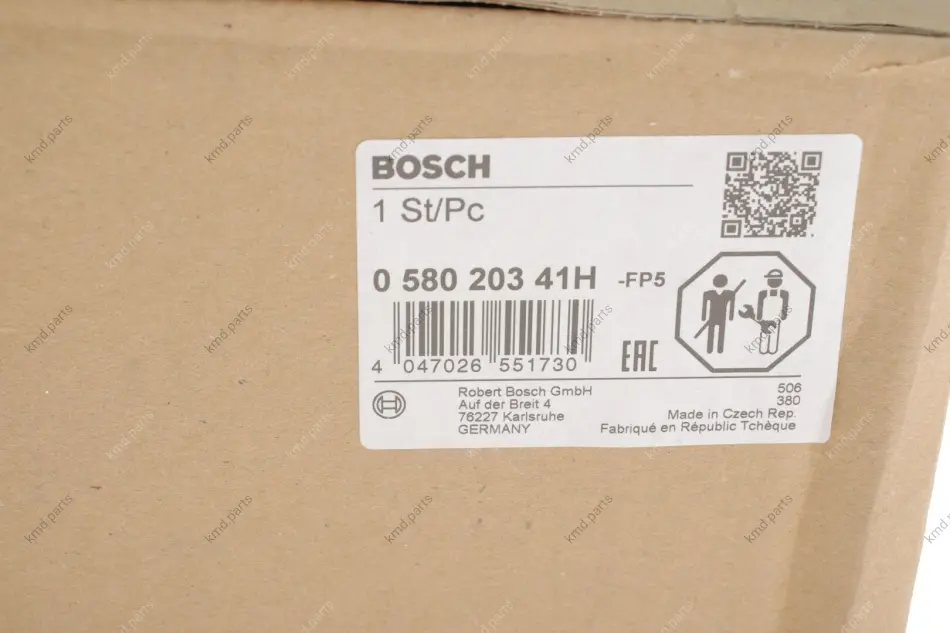 BOSCH
1 St/Pc
0 580 203 41H -FP5
4 047026 551730
EAC
Robert Bosch GmbH
Auf der Breit 4
76227 Karlsruhe
GERMANY
506
380
Made in Czech Rep.
Fabriqué en République Tchèque
kmd.parts